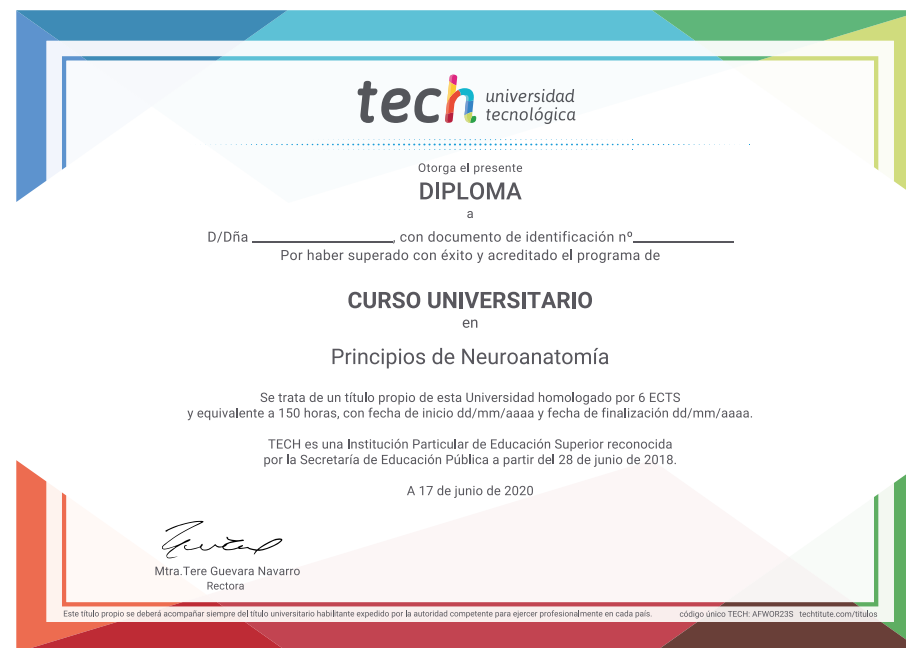 tech universidad
tecnológica
Otorga el presente
DIPLOMA
a
D/Dña ____________________, con documento de identificación nº______________
Por haber superado con éxito y acreditado el programa de
CURSO UNIVERSITARIO
en
Principios de Neuroanatomía
Se trata de un título propio de esta Universidad homologado por 6 ECTS
y equivalente a 150 horas, con fecha de inicio dd/mm/aaaa y fecha de finalización dd/mm/aaaa.
TECH es una Institución Particular de Educación Superior reconocida
por la Secretaría de Educación Pública a partir del 28 de junio de 2018.
A 17 de junio de 2020
Mtra.Tere Guevara Navarro
Rectora
Este título propio se deberá acompañar siempre del título universitario habilitante expedido por la autoridad competente para ejercer profesionalmente en cada país. código único TECH: AFWOR23S techtitute.com/titulos